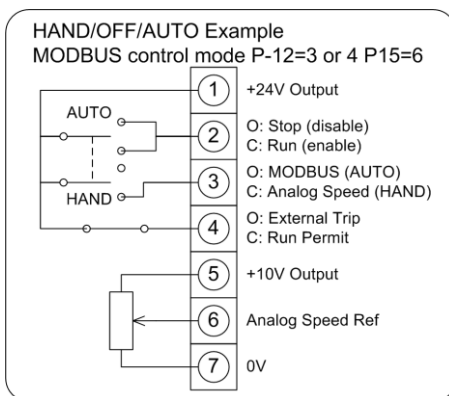 HAND/OFF/AUTO Example
MODBUS control mode P-12=3 or 4 P15=6
1 +24V Output
AUTO
2 O: Stop (disable)
C: Run (enable)
3 O: MODBUS (AUTO)
C: Analog Speed (HAND)
HAND
4 O: External Trip
C: Run Permit
5 +10V Output
6 Analog Speed Ref
7 0V